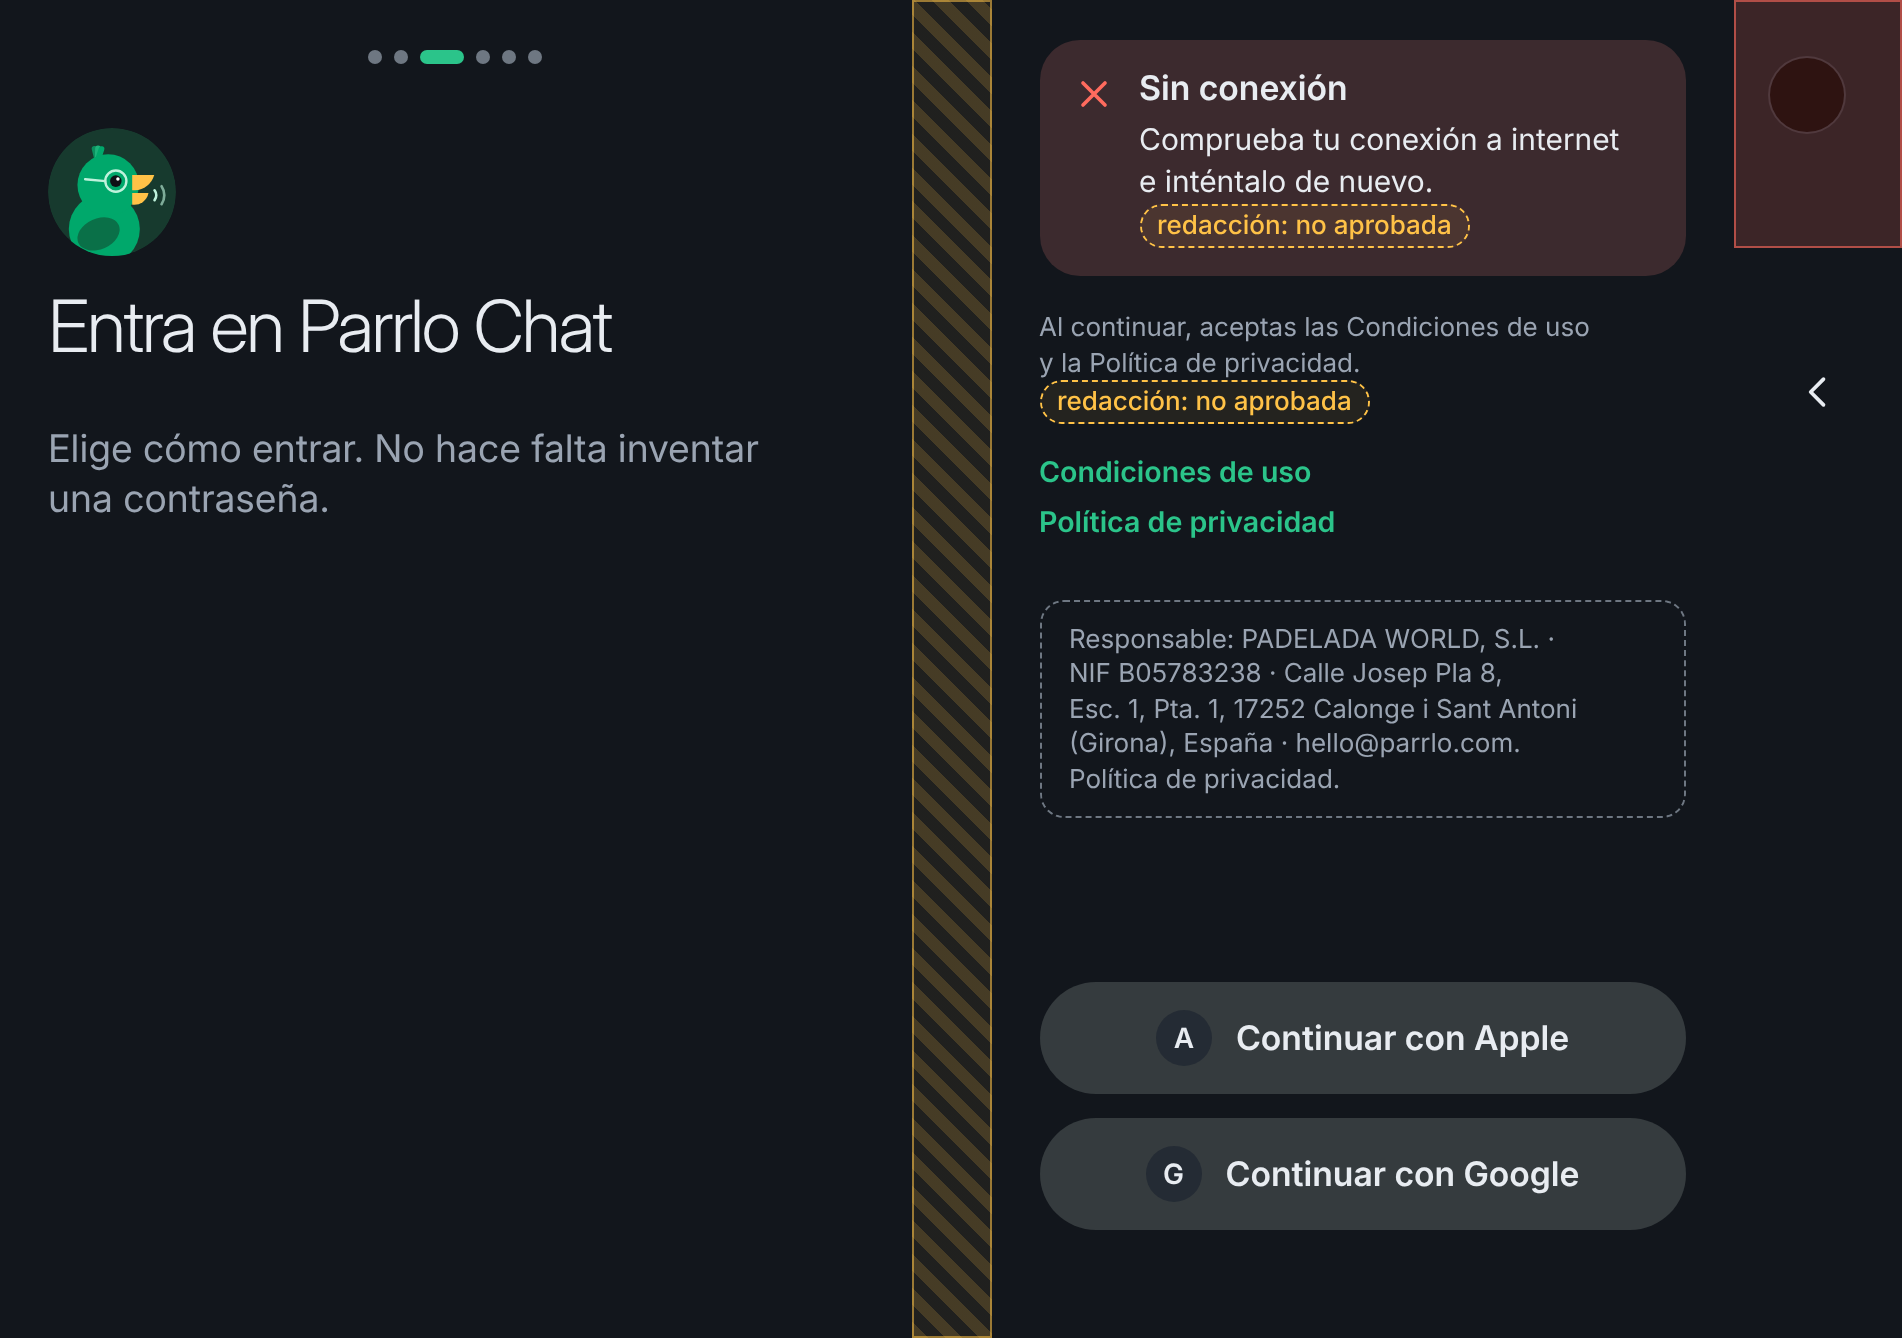 Entra en Parrlo Chat
Elige cómo entrar. No hace falta inventar
una contraseña.
Sin conexión
Comprueba tu conexión a internet
e inténtalo de nuevo.
redacción: no aprobada
Al continuar, aceptas las Condiciones de uso
y la Política de privacidad.
redacción: no aprobada
Condiciones de uso
Política de privacidad
Responsable: PADELADA WORLD, S.L. ·
NIF B05783238 · Calle Josep Pla 8,
Esc. 1, Pta. 1, 17252 Calonge i Sant Antoni
(Girona), España · hello@parrlo.com.
Política de privacidad.
A Continuar con Apple
G Continuar con Google